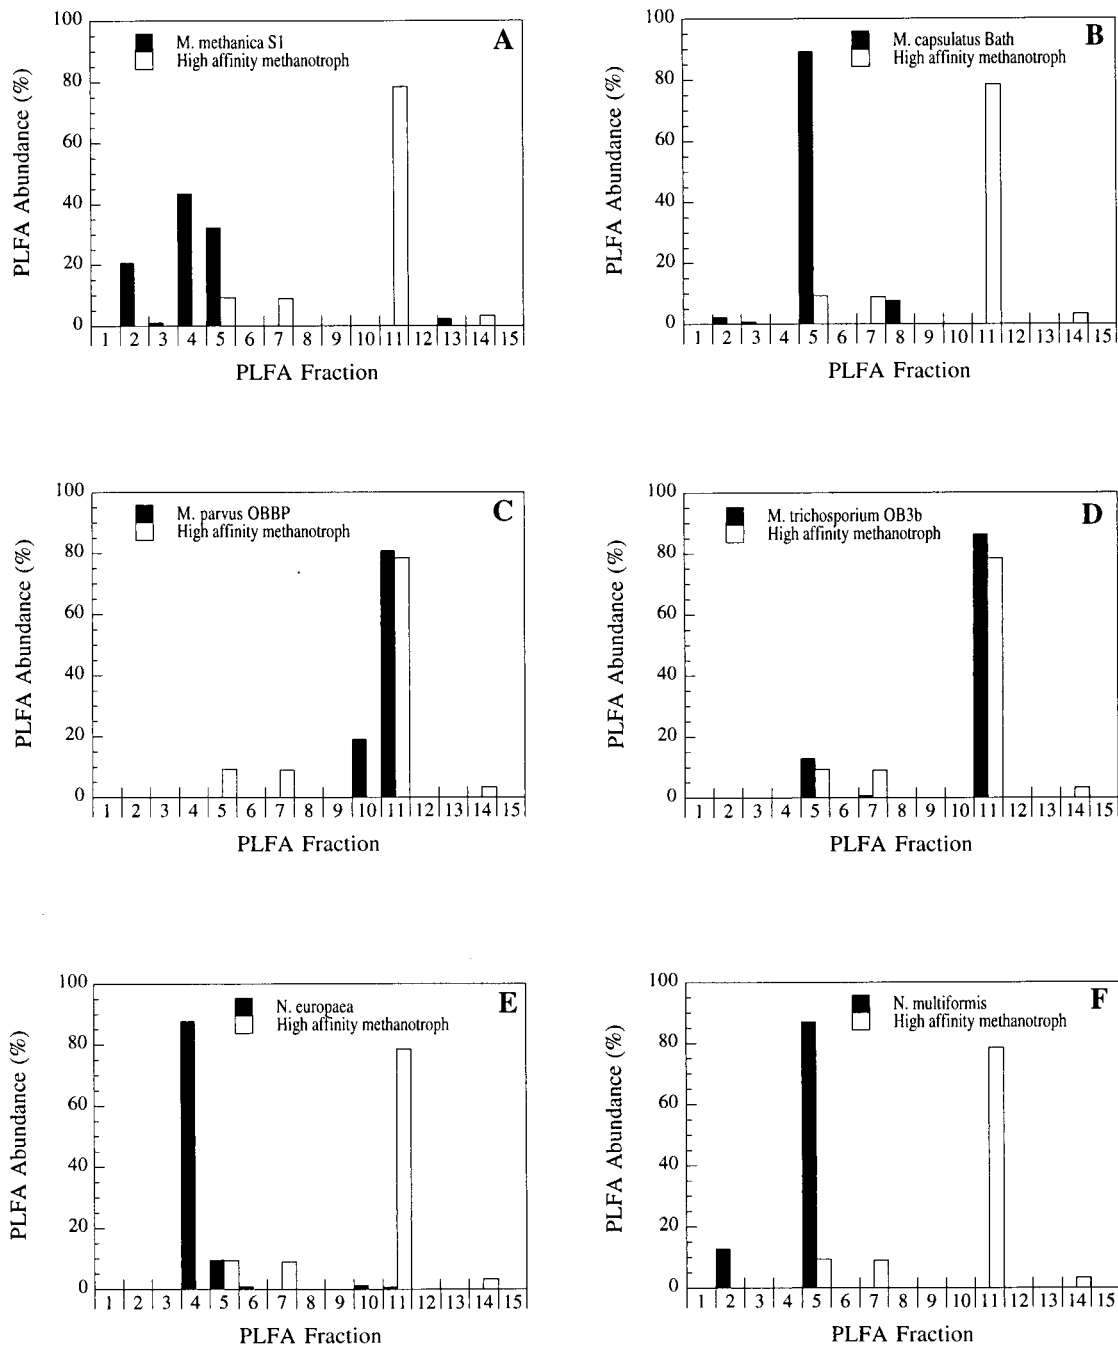 A
M. methanica S1
High affinity methanotroph
100
80
60
40
20
0
PLFA Abundance (%)
1 2 3 4 5 6 7 8 9 10 11 12 13 14 15
PLFA Fraction
B
M. capsulatus Bath
High affinity methanotroph
100
80
60
40
20
0
PLFA Abundance (%)
1 2 3 4 5 6 7 8 9 10 11 12 13 14 15
PLFA Fraction
C
M. parvus OBBP
High affinity methanotroph
100
80
60
40
20
0
PLFA Abundance (%)
1 2 3 4 5 6 7 8 9 10 11 12 13 14 15
PLFA Fraction
D
M. trichosporium OB3b
High affinity methanotroph
100
80
60
40
20
0
PLFA Abundance (%)
1 2 3 4 5 6 7 8 9 10 11 12 13 14 15
PLFA Fraction
E
N. europaea
High affinity methanotroph
100
80
60
40
20
0
PLFA Abundance (%)
1 2 3 4 5 6 7 8 9 10 11 12 13 14 15
PLFA Fraction
F
N. multiformis
High affinity methanotroph
100
80
60
40
20
0
PLFA Abundance (%)
1 2 3 4 5 6 7 8 9 10 11 12 13 14 15
PLFA Fraction